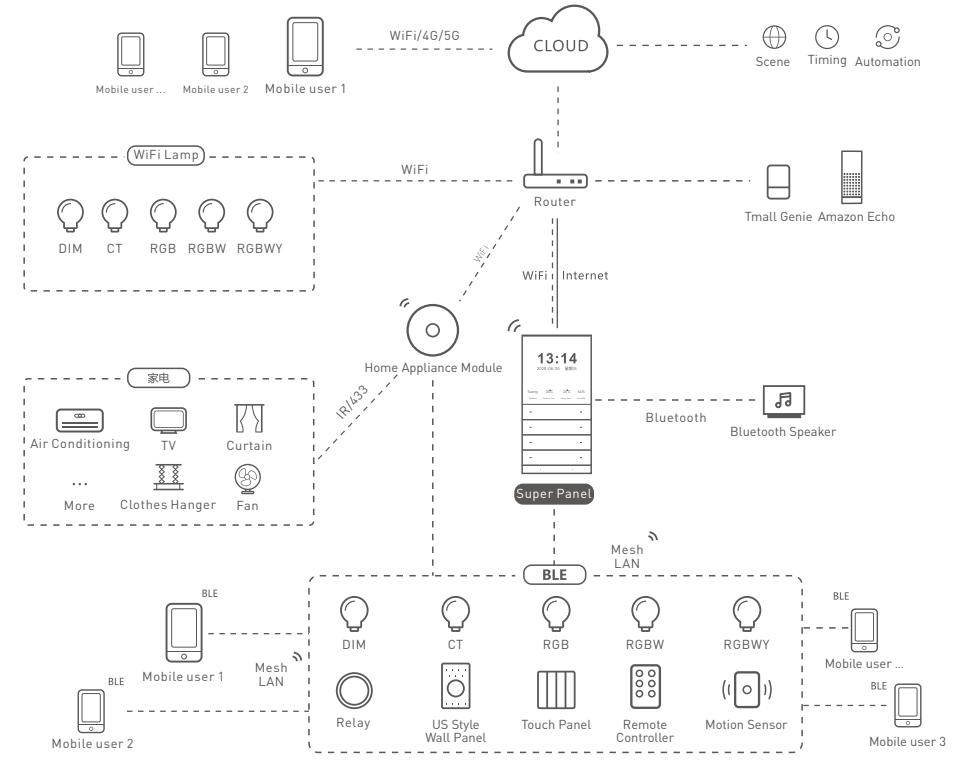 WiFi/4G/5G
CLOUD
Mobile user ...
Mobile user 2
Mobile user 1
Scene
Timing
Automation
WiFi Lamp
WiFi
DIM
CT
RGB
RGBW
RGBWY
Router
Tmall Genie
Amazon Echo
WiFi
WiFi
Internet
Home Appliance Module
13:14
家电
IR/433
Air Conditioning
TV
Curtain
...
More
Clothes Hanger
Fan
Bluetooth
Bluetooth Speaker
Super Panel
Mesh
LAN
BLE
DIM
CT
RGB
RGBW
RGBWY
Relay
US Style
Wall Panel
Touch Panel
Remote
Controller
Motion Sensor
BLE
Mobile user 1
Mesh
LAN
BLE
Mobile user 2
BLE
Mobile user ...
BLE
Mobile user 3